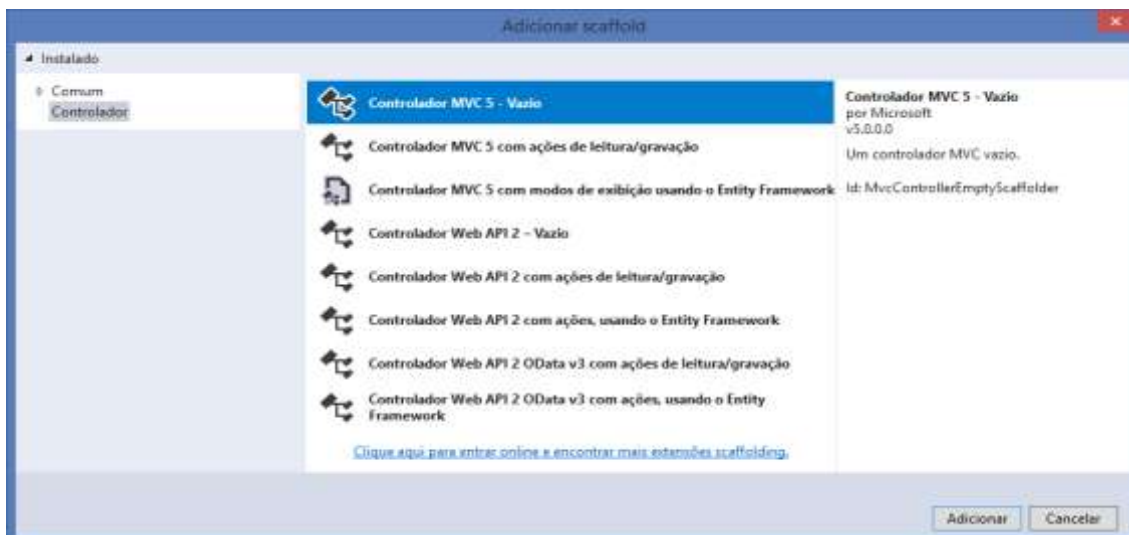 Adicionar scaffold
Instalado
Comum
Controlador
Controlador MVC 5 - Vazio
Controlador MVC 5 com ações de leitura/gravação
Controlador MVC 5 com modos de exibição usando o Entity Framework
Controlador Web API 2 – Vazio
Controlador Web API 2 com ações de leitura/gravação
Controlador Web API 2 com ações, usando o Entity Framework
Controlador Web API 2 OData v3 com ações de leitura/gravação
Controlador Web API 2 OData v3 com ações, usando o Entity
Framework
Clique aqui para entrar online e encontrar mais extensões scaffolding.
Controlador MVC 5 - Vazio
por Microsoft
v5.0.0.0
Um controlador MVC vazio.
Id: MvcControllerEmptyScaffolder
Adicionar
Cancelar